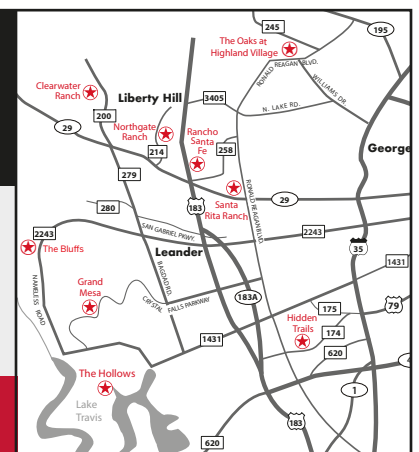 245
195
The Oaks at
Highland Village
RONALD REAGAN BLVD.
WILLIAMS DR
Clearwater
Ranch
Liberty Hill
3405
N. LAKE RD.
200
29
Northgate
Ranch
Rancho
Santa
Fe
214
258
George
279
RONALD REAGAN BLVD.
Santa
Rita Ranch
29
280
183
SAN GABRIEL PKWY.
2243
2243
35
The Bluffs
Leander
1431
NAMELESS ROAD
Grand
Mesa
BAGDAD RD.
CRYSTAL FALLS PARKWAY
183A
175
79
Hidden
Trails
174
1431
620
The Hollows
1
Lake
Travis
183
620